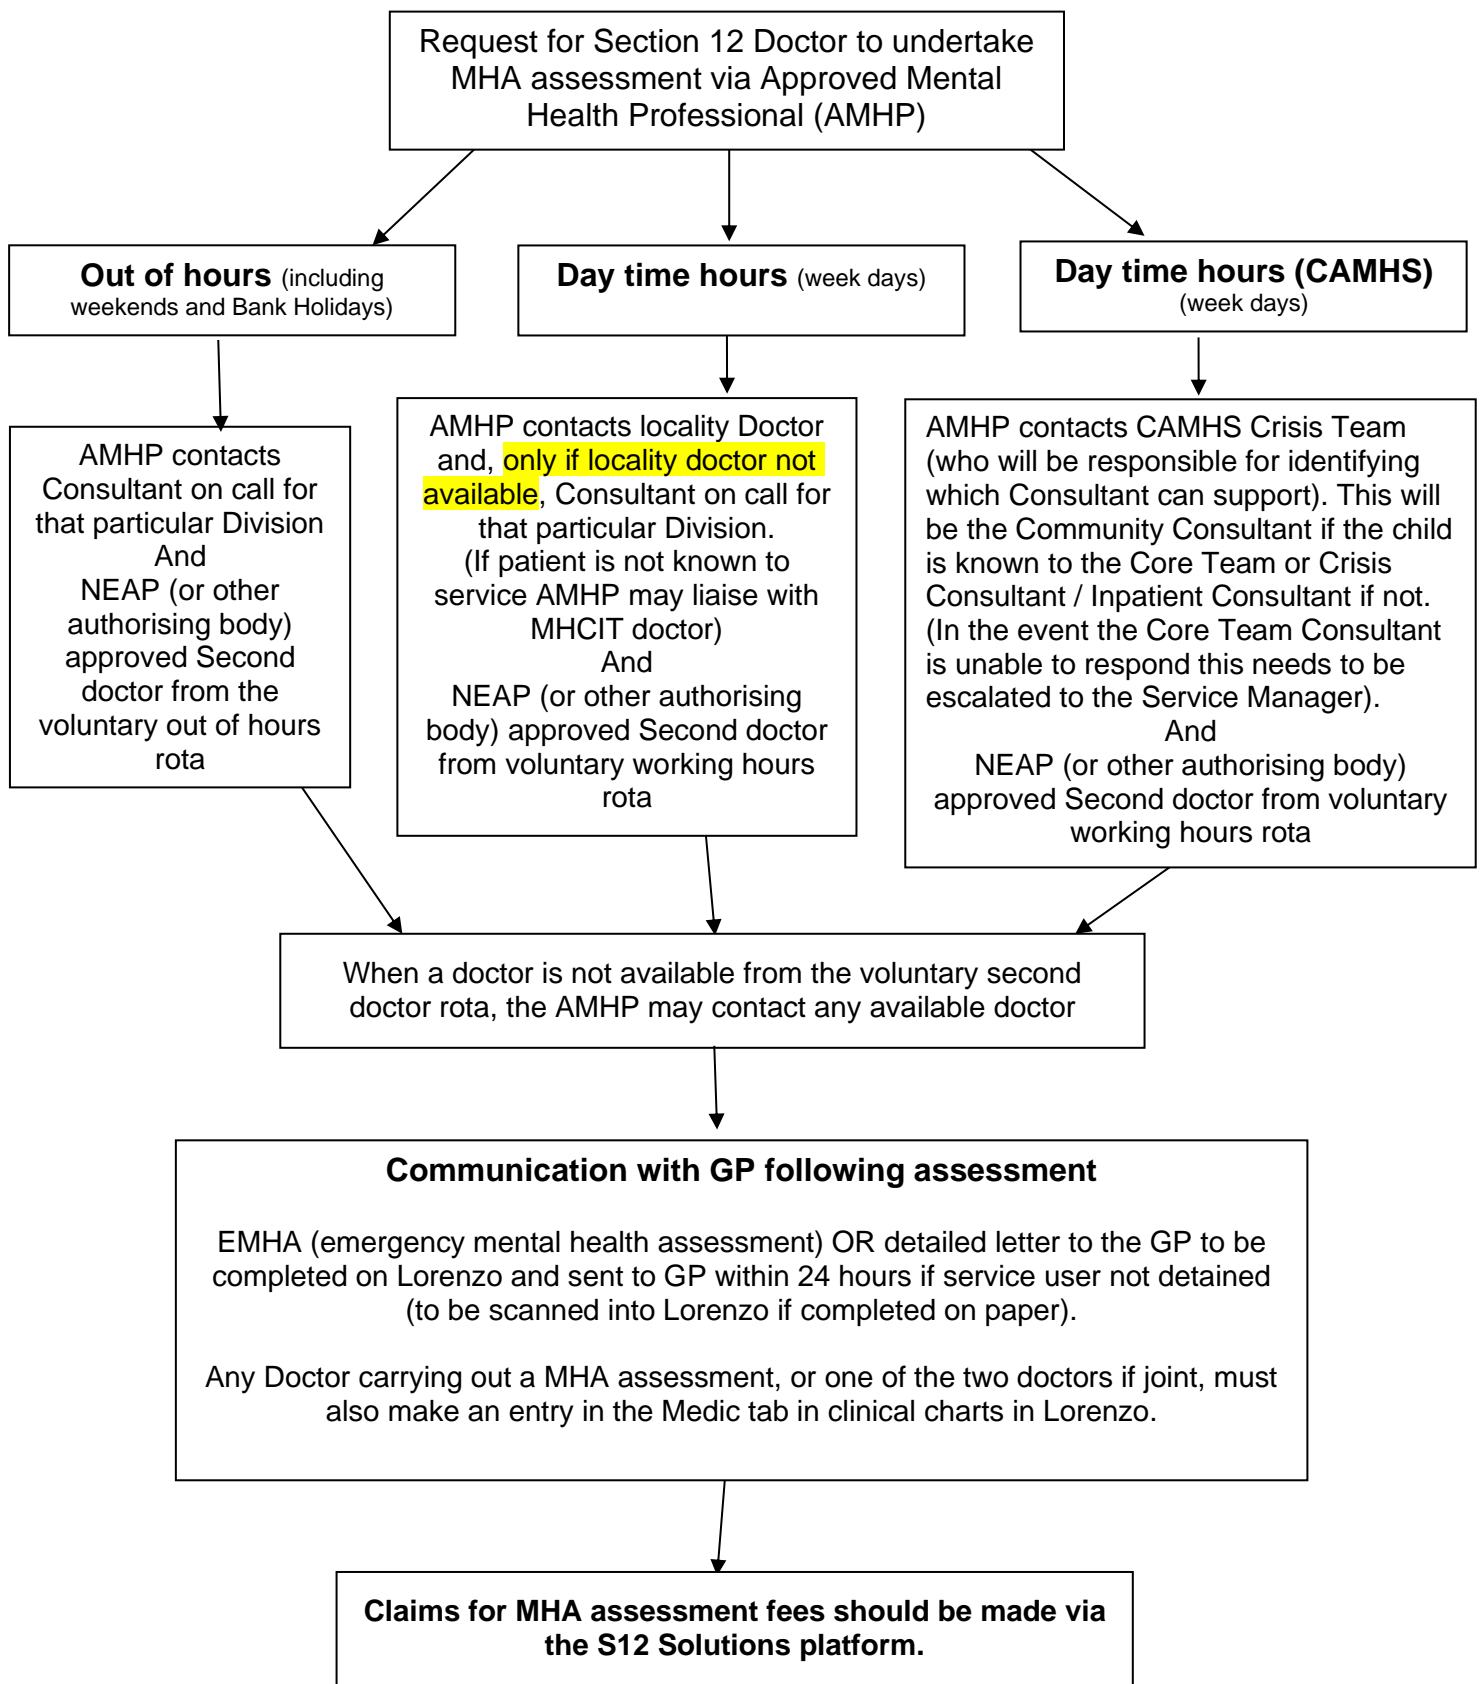 Request for Section 12 Doctor to undertake
MHA assessment via Approved Mental
Health Professional (AMHP)
Out of hours (including
weekends and Bank Holidays)
Day time hours (week days)
Day time hours (CAMHS)
(week days)
AMHP contacts
Consultant on call for
that particular Division
And
NEAP (or other
authorising body)
approved Second
doctor from the
voluntary out of hours
rota
AMHP contacts locality Doctor
and, only if locality doctor not
available, Consultant on call for
that particular Division.
(If patient is not known to
service AMHP may liaise with
MHCIT doctor)
And
NEAP (or other authorising
body) approved Second doctor
from voluntary working hours
rota
AMHP contacts CAMHS Crisis Team
(who will be responsible for identifying
which Consultant can support). This will
be the Community Consultant if the child
is known to the Core Team or Crisis
Consultant / Inpatient Consultant if not.
(In the event the Core Team Consultant
is unable to respond this needs to be
escalated to the Service Manager).
And
NEAP (or other authorising body)
approved Second doctor from voluntary
working hours rota
When a doctor is not available from the voluntary second
doctor rota, the AMHP may contact any available doctor
Communication with GP following assessment
EMHA (emergency mental health assessment) OR detailed letter to the GP to be
completed on Lorenzo and sent to GP within 24 hours if service user not detained
(to be scanned into Lorenzo if completed on paper).
Any Doctor carrying out a MHA assessment, or one of the two doctors if joint, must
also make an entry in the Medic tab in clinical charts in Lorenzo.
Claims for MHA assessment fees should be made via
the S12 Solutions platform.